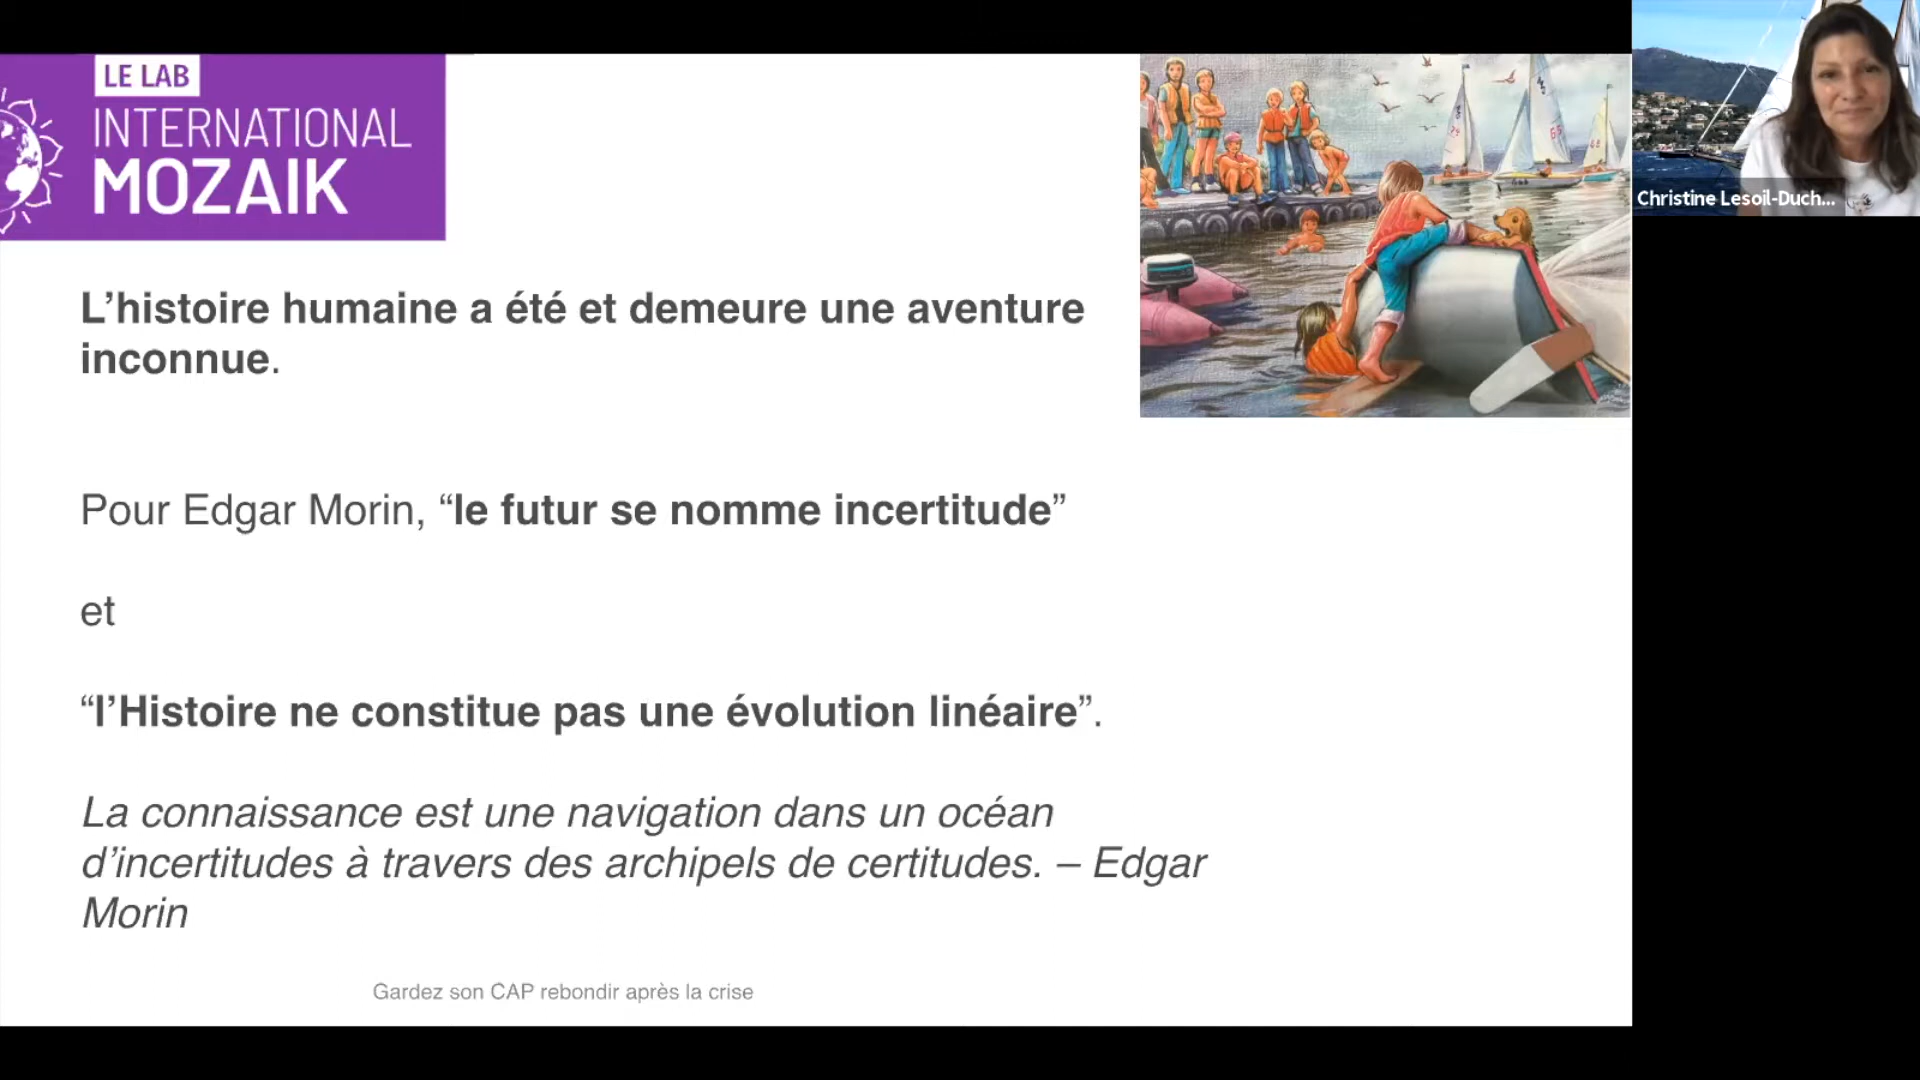 LE LAB
INTERNATIONAL
MOZAIK
Christine Lesoil-Duch...
L’histoire humaine a été et demeure une aventure
inconnue.
Pour Edgar Morin, “le futur se nomme incertitude”
et
“l’Histoire ne constitue pas une évolution linéaire”.
La connaissance est une navigation dans un océan
d’incertitudes à travers des archipels de certitudes. – Edgar
Morin
Gardez son CAP rebondir après la crise